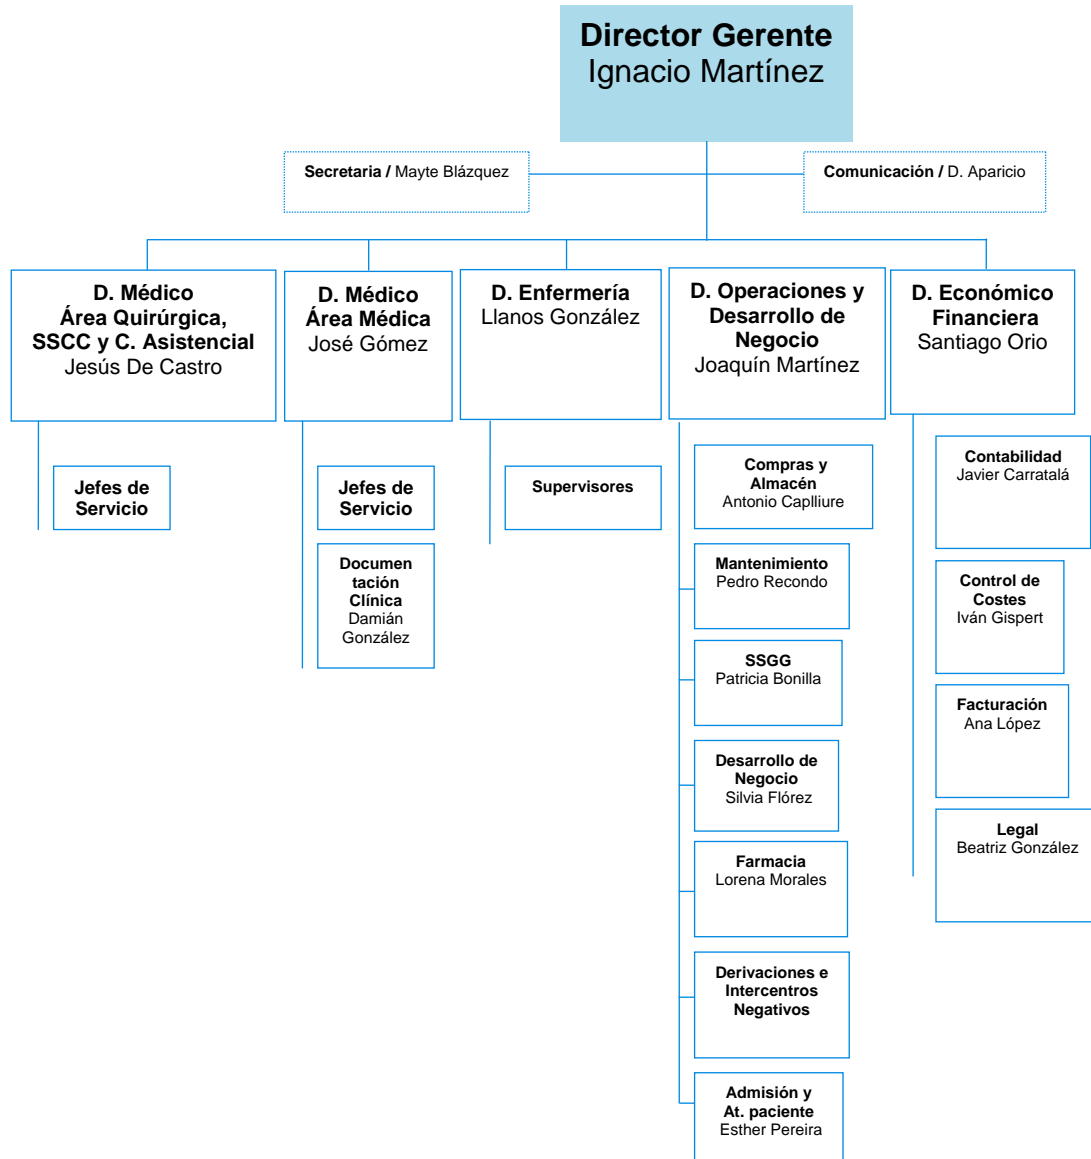 Director Gerente
Ignacio Martínez
Secretaria / Mayte Blázquez
Comunicación / D. Aparicio
D. Médico
Área Quirúrgica,
SSCC y C. Asistencial
Jesús De Castro
D. Médico
Área Médica
José Gómez
D. Enfermería
Llanos González
D. Operaciones y
Desarrollo de
Negocio
Joaquín Martínez
D. Económico
Financiera
Santiago Orio
Jefes de
Servicio
Jefes de
Servicio
Documen
tación
Clínica
Damián
González
Supervisores
Compras y
Almacén
Antonio Caplliure
Mantenimiento
Pedro Recondo
SSGG
Patricia Bonilla
Desarrollo de
Negocio
Silvia Flórez
Farmacia
Lorena Morales
Derivaciones e
Intercentros
Negativos
Admisión y
At. paciente
Esther Pereira
Contabilidad
Javier Carratalá
Control de
Costes
Iván Gispert
Facturación
Ana López
Legal
Beatriz González